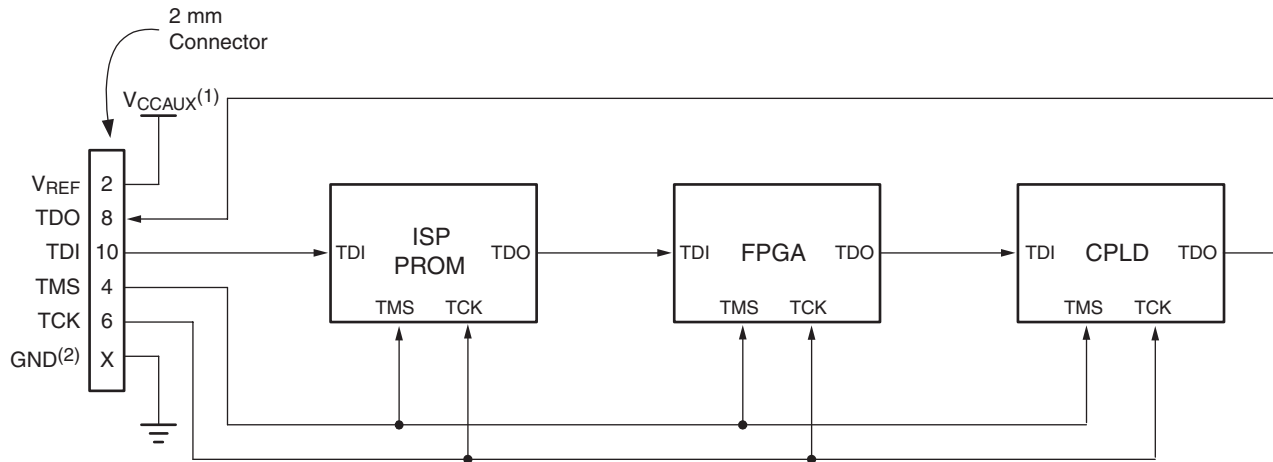 2 mm
Connector
VCCAUX(1)
VREF 2
TDO 8
TDI 10
TMS 4
TCK 6
GND(2) X
TDI ISP PROM TDO
TMS TCK
TDI FPGA TDO
TMS TCK
TDI CPLD TDO
TMS TCK